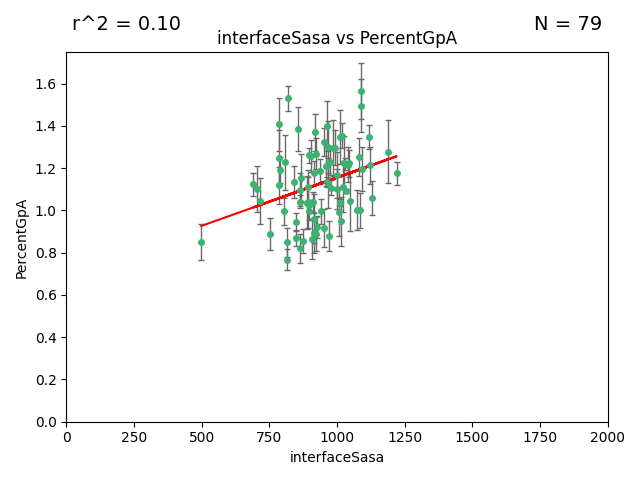 r^2 = 0.10
N = 79
interfaceSasa vs PercentGpA
PercentGpA
1.6
1.4
1.2
1.0
0.8
0.6
0.4
0.2
0.0
0 250 500 750 1000 1250 1500 1750 2000
interfaceSasa